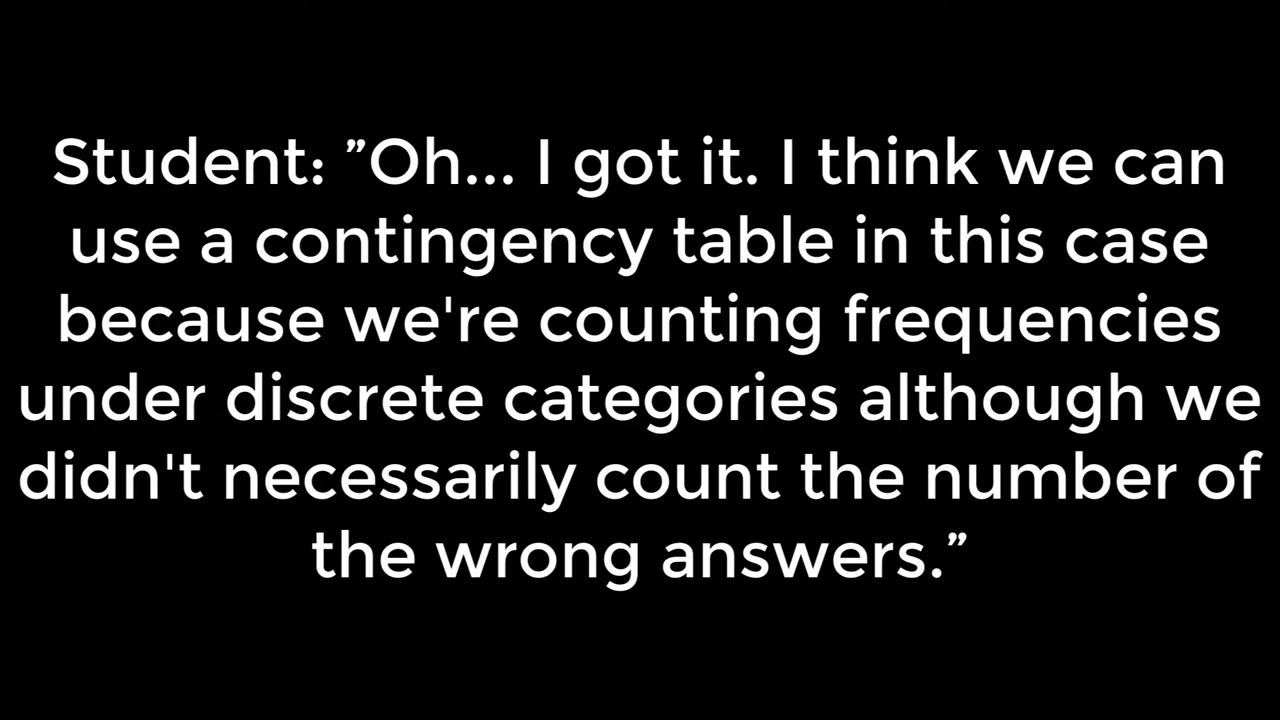 Student: ”Oh... I got it. I think we can
use a contingency table in this case
because we're counting frequencies
under discrete categories although we
didn't necessarily count the number of
the wrong answers.”